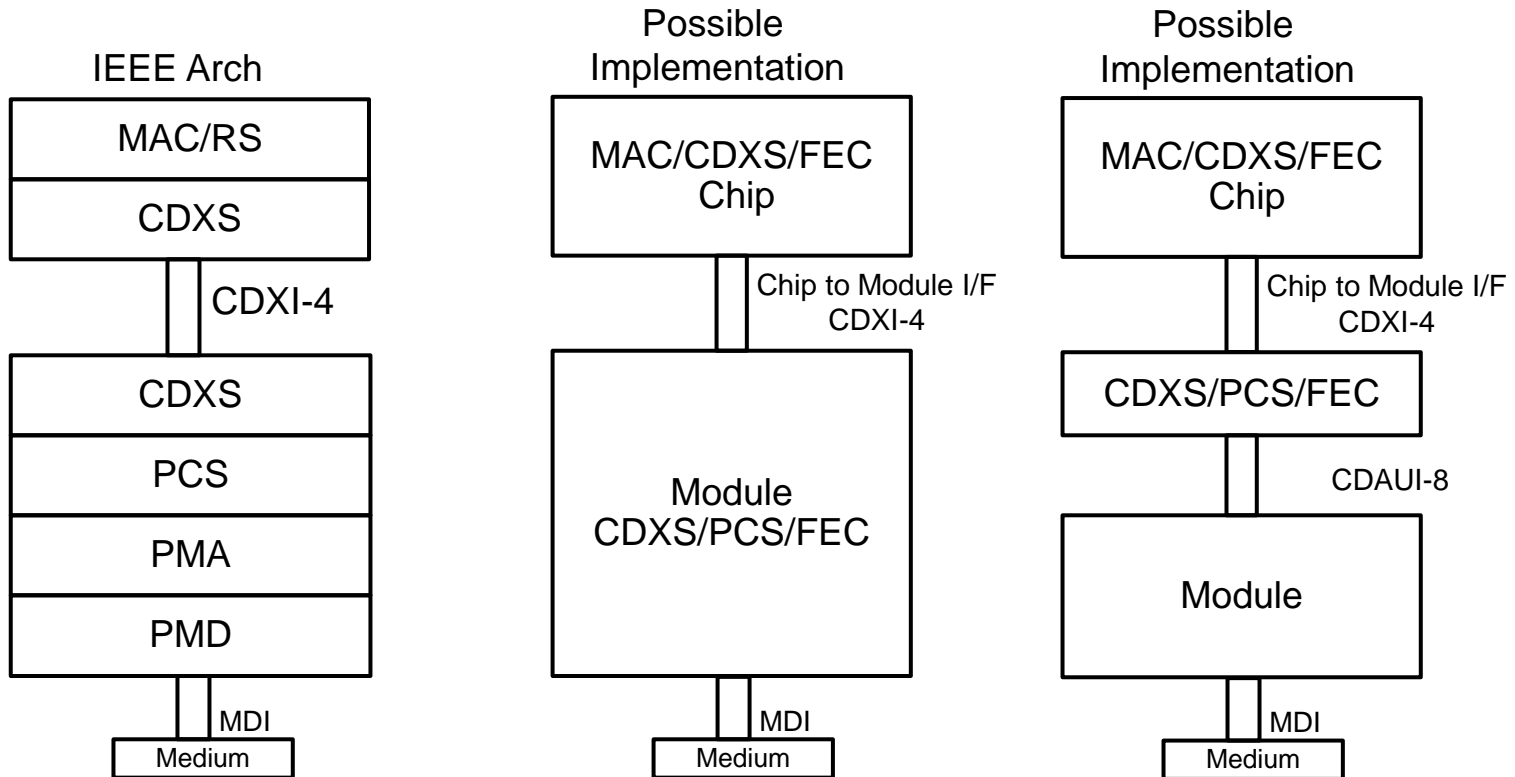 IEEE Arch
MAC/RS
CDXS
CDXI-4
CDXS
PCS
PMA
PMD
MDI
Medium
Possible
Implementation
MAC/CDXS/FEC
Chip
Chip to Module I/F
CDXI-4
Module
CDXS/PCS/FEC
MDI
Medium
Possible
Implementation
MAC/CDXS/FEC
Chip
Chip to Module I/F
CDXI-4
CDXS/PCS/FEC
CDAUI-8
Module
MDI
Medium